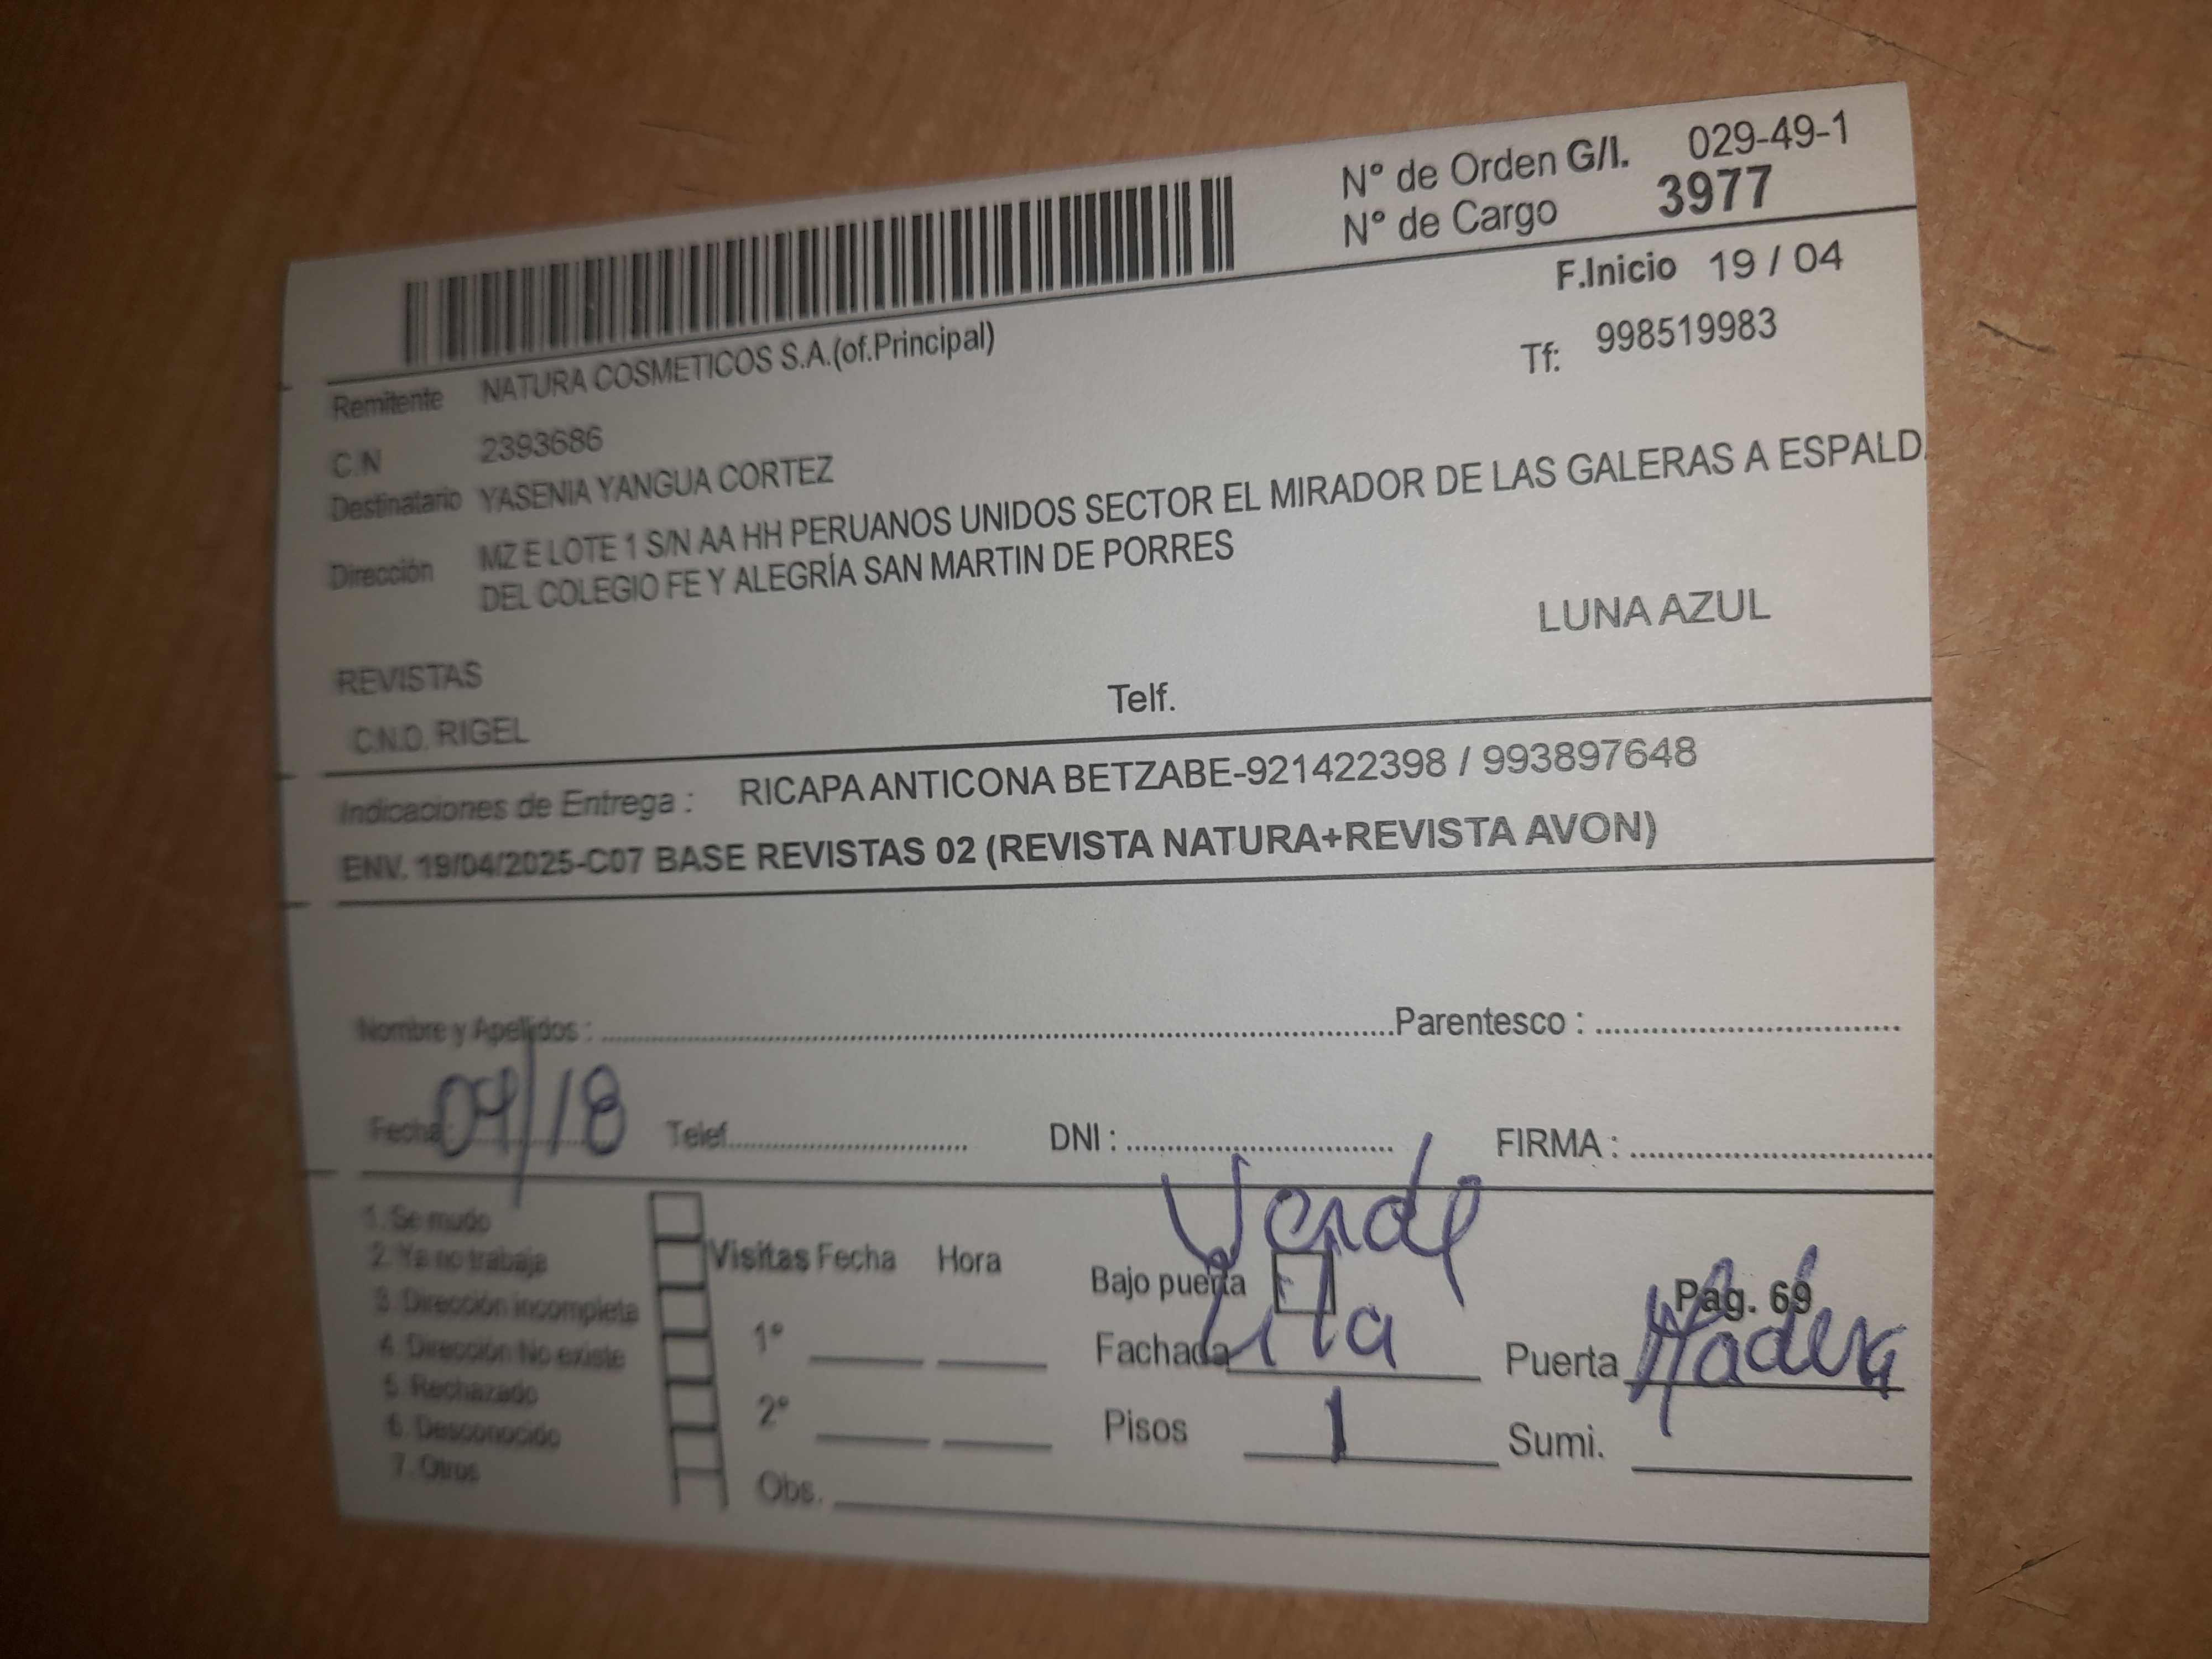 N° de Orden G/I. 029-49-1
N° de Cargo 3977
F.Inicio 19 / 04
Remitente NATURA COSMETICOS S.A.(of.Principal)
Tf: 998519983
C.N 2393686
Destinatario YASENIA YANGUA CORTEZ
Dirección MZ E LOTE 1 S/N AA HH PERUANOS UNIDOS SECTOR EL MIRADOR DE LAS GALERAS A ESPALD
DEL COLEGIO FE Y ALEGRÍA SAN MARTIN DE PORRES
LUNA AZUL
REVISTAS
C.N.D. RIGEL Telf.
Indicaciones de Entrega : RICAPA ANTICONA BETZABE-921422398 / 993897648
ENV. 19/04/2025-C07 BASE REVISTAS 02 (REVISTA NATURA+REVISTA AVON)
Nombre y Apellidos : Parentesco :
Fecha 04/18 Telef. DNI : FIRMA :
1. Se mudo
2. Ya no trabaja
3. Dirección incompleta
4. Dirección No existe
5. Rechazado
6. Desconocido
7. Otros
Visitas Fecha Hora
1°
2°
Obs.
Verde
Bajo puerta
Pag. 69
Fachada Puerta Madera
Pisos 1 Sumi.